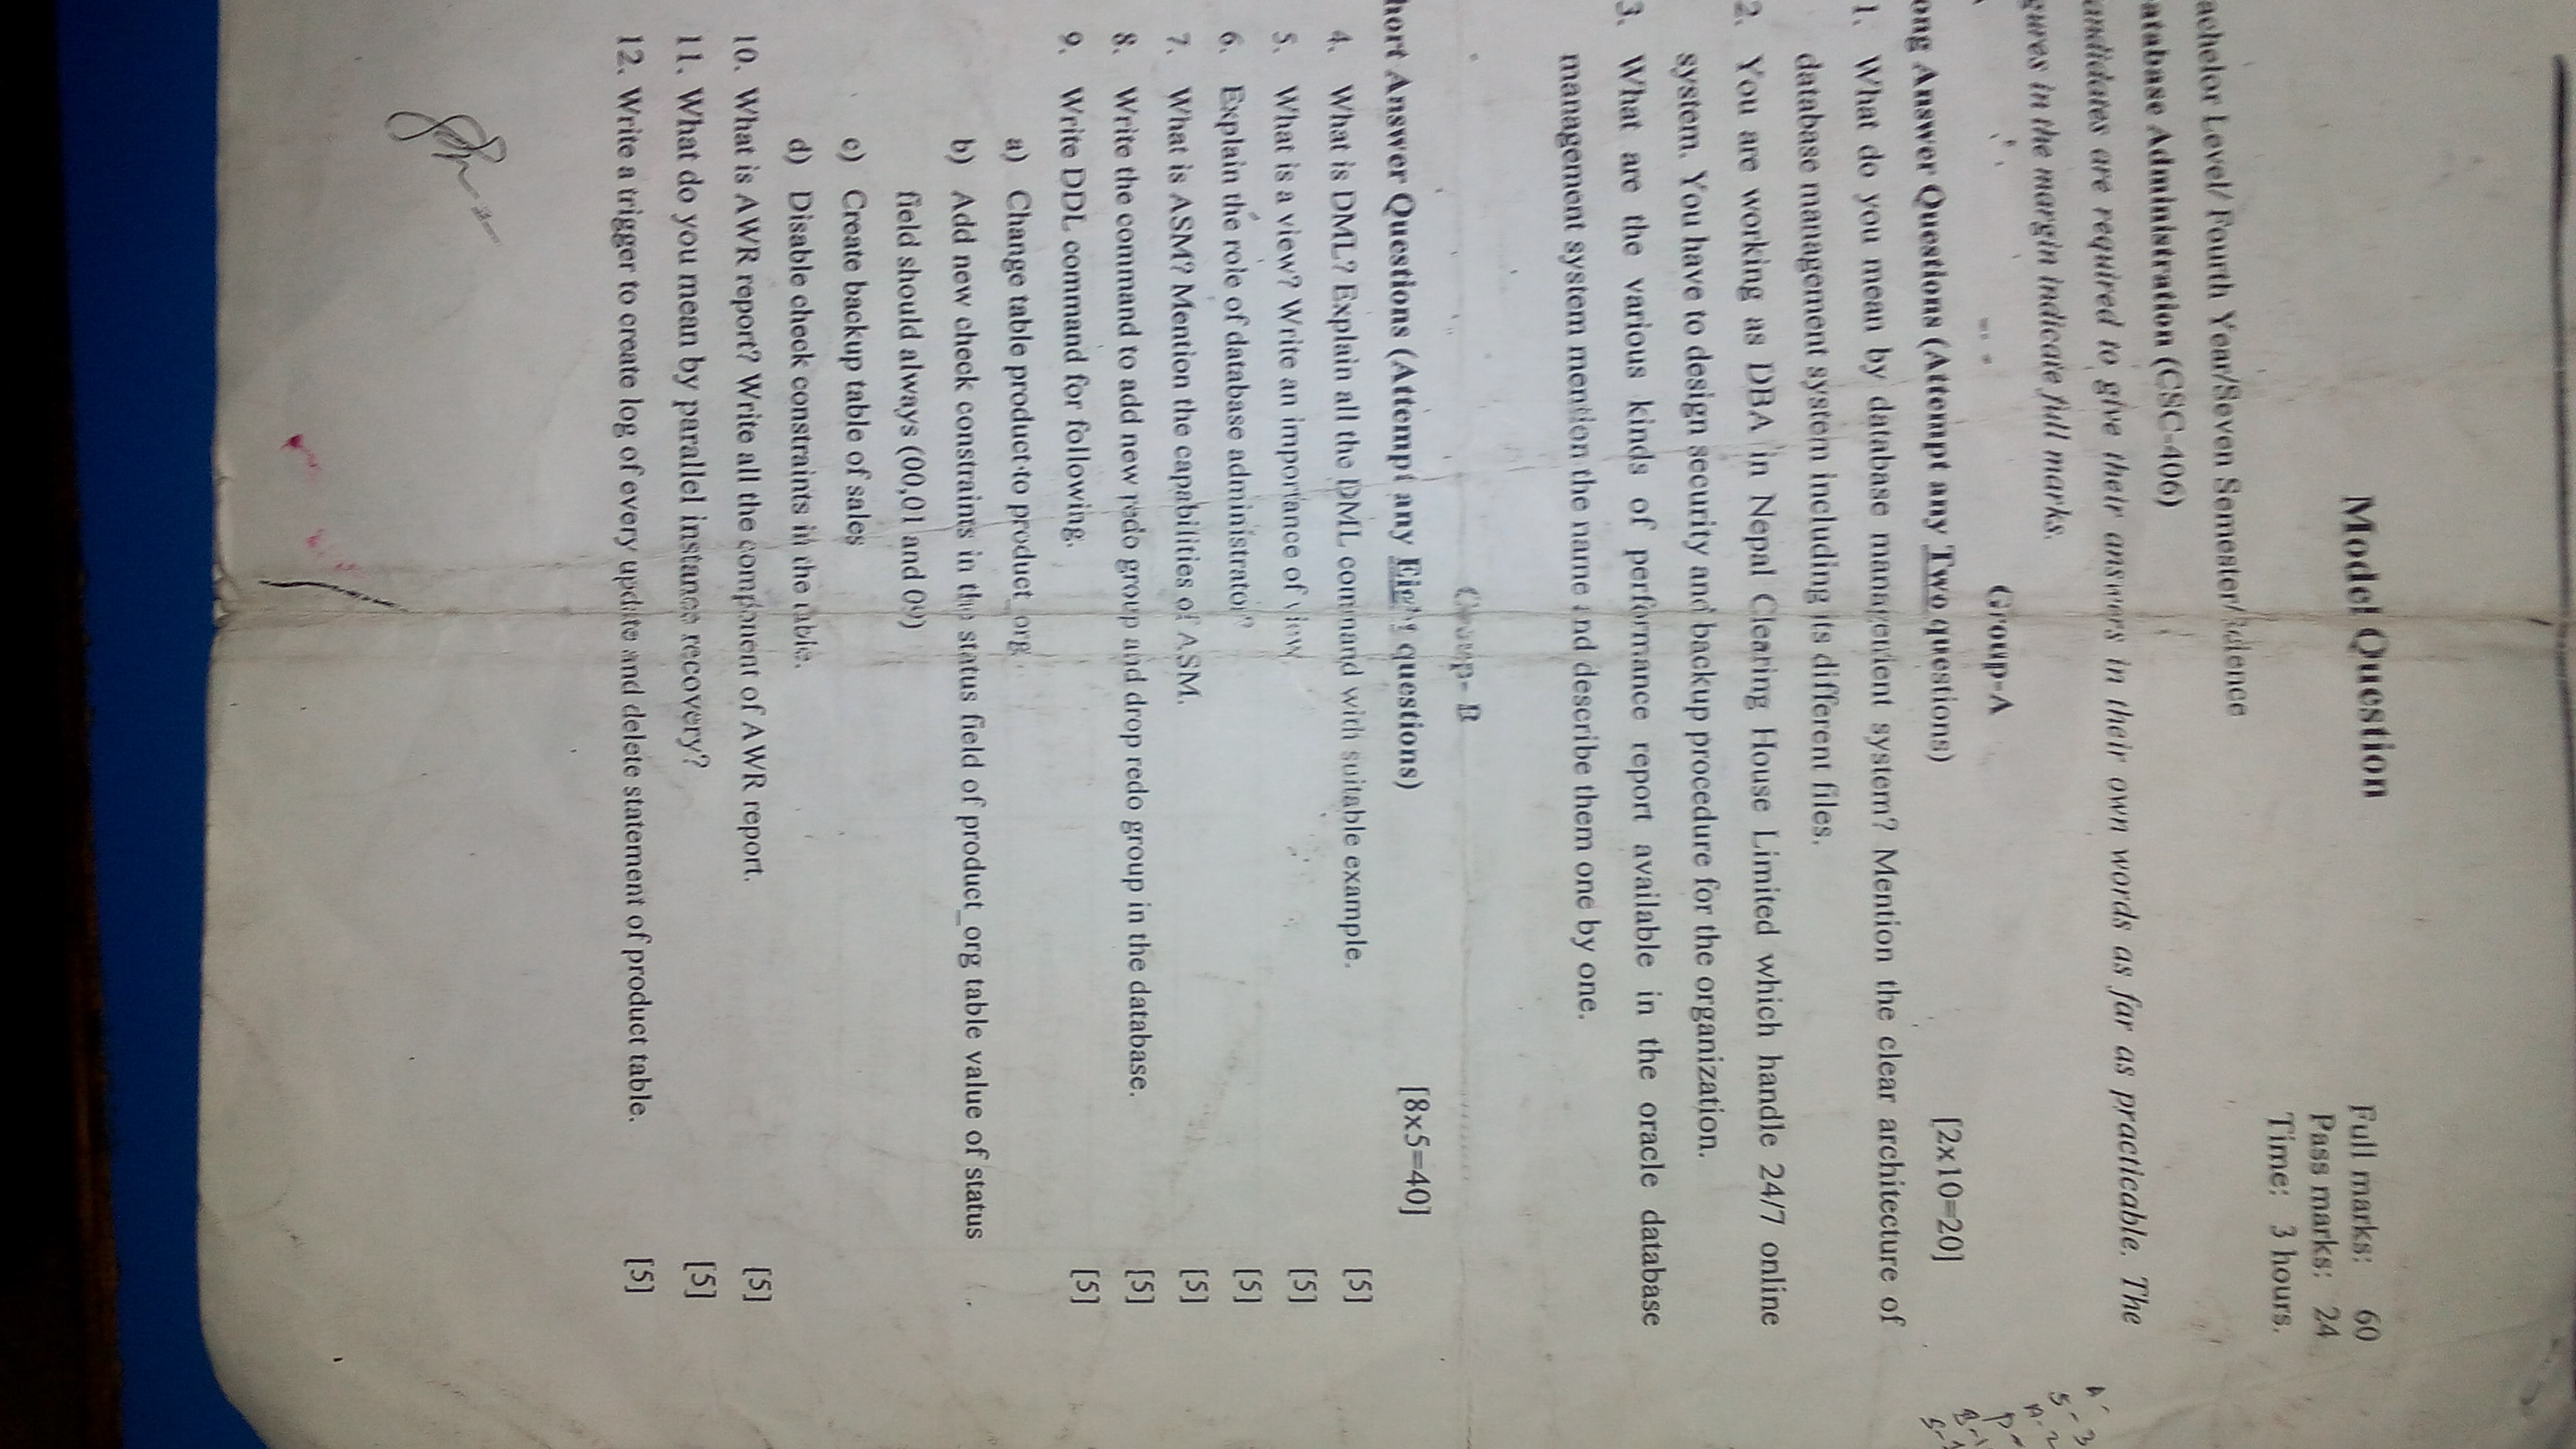 Model Question
Full marks: 60
Pass marks: 24
Time: 3 hours.
achelor Level/ Fourth Year/Seven Semester/
atabase Administration (CSC-406)
andidates are required to give their answers in their own words as far as practicable. The
gures in the margin indicate full marks.
Group-A
ong Answer Questions (Attempt any Two questions) [2x10=20]
1. What do you mean by database management system? Mention the clear architecture of
database management system including its different files.
2. You are working as DBA in Nepal Clearing House Limited which handle 24/7 online
system. You have to design security and backup procedure for the organization.
3. What are the various kinds of performance report available in the oracle database
management system mention the name and describe them one by one.
Group- B
hort Answer Questions (Attempt any questions) [8x5=40]
4. What is DML? Explain all the DML command with suitable example. [5]
5. What is a view? Write an importance of view [5]
6. Explain the role of database administrator? [5]
7. What is ASM? Mention the capabilities of ASM. [5]
8. Write the command to add new redo group and drop redo group in the database. [5]
9. Write DDL command for following. [5]
a) Change table product to product_org
b) Add new check constrains in the status field of product_org table value of status
field should always (00,01 and 09)
c) Create backup table of sales
d) Disable check constraints in the table.
10. What is AWR report? Write all the component of AWR report. [5]
11. What do you mean by parallel instance recovery? [5]
12. Write a trigger to create log of every update and delete statement of product table. [5]